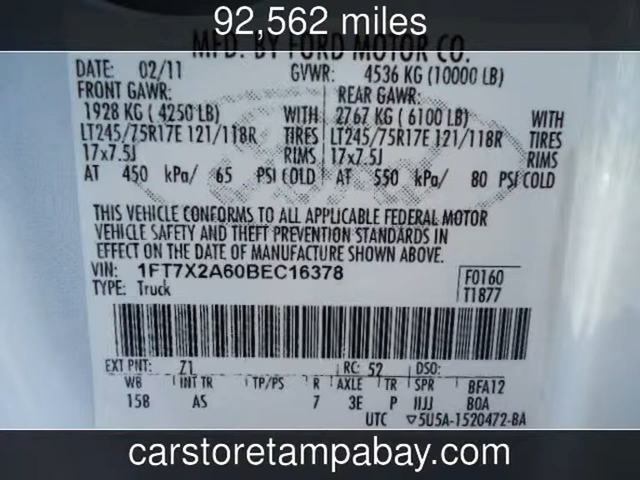 92,562 miles
MFD. BY FORD MOTOR CO.
DATE: 02/11 GVWR: 4536 KG (10000 LB)
FRONT GAWR: REAR GAWR:
1928 KG (4250 LB) WITH 2767 KG (6100 LB) WITH
LT245/75R17E 121/118R TIRES LT245/75R17E 121/118R TIRES
17x7.5J RIMS 17x7.5J RIMS
AT 450 kPa/ 65 PSI COLD AT 550 kPa/ 80 PSI COLD
THIS VEHICLE CONFORMS TO ALL APPLICABLE FEDERAL MOTOR
VEHICLE SAFETY AND THEFT PREVENTION STANDARDS IN
EFFECT ON THE DATE OF MANUFACTURE SHOWN ABOVE.
VIN: 1FT7X2A60BEC16378 F0160
TYPE: Truck T1877
EXT PNT: Z1 RC: 52 DSO:
WB INT TR TP/PS R AXLE TR SPR BFA12
158 AS 7 3E P IIJJ BOA
UTC ▽5U5A-1520472-BA
carstoretampabay.com